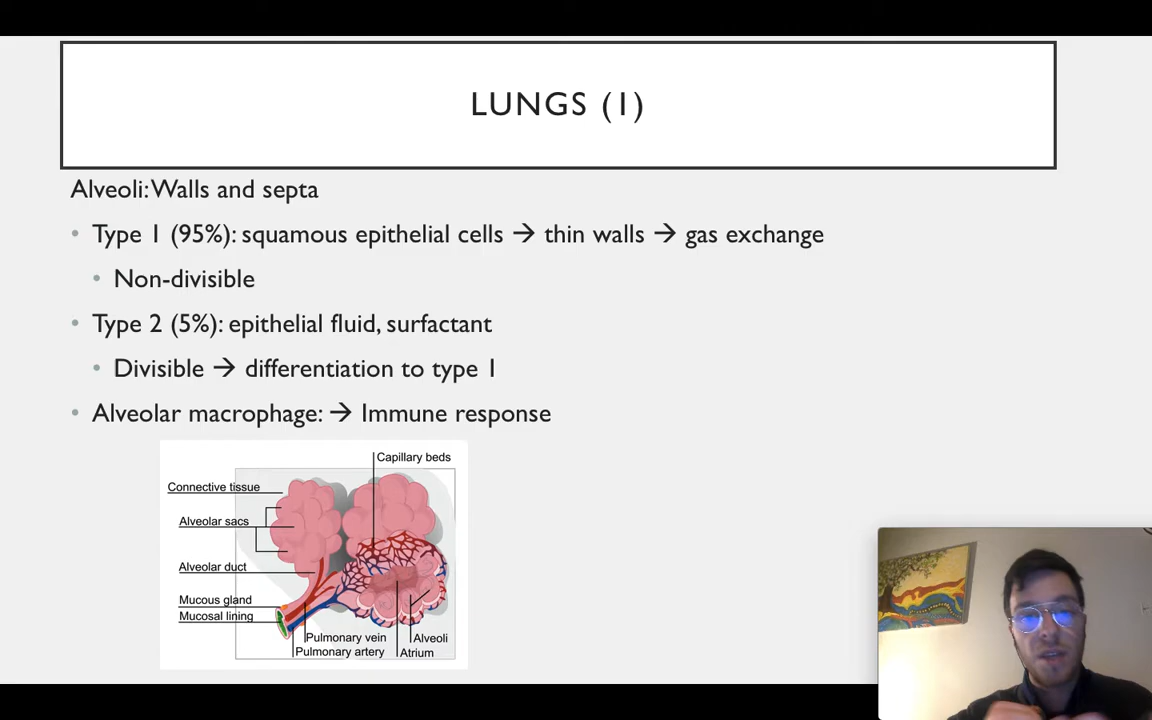 LUNGS (1)
Alveoli: Walls and septa
• Type 1 (95%): squamous epithelial cells → thin walls → gas exchange
• Non-divisible
• Type 2 (5%): epithelial fluid, surfactant
• Divisible → differentiation to type 1
• Alveolar macrophage: → Immune response
Capillary beds
Connective tissue
Alveolar sacs
Alveolar duct
Mucous gland
Mucosal lining
Pulmonary vein
Alveoli
Pulmonary artery
Atrium